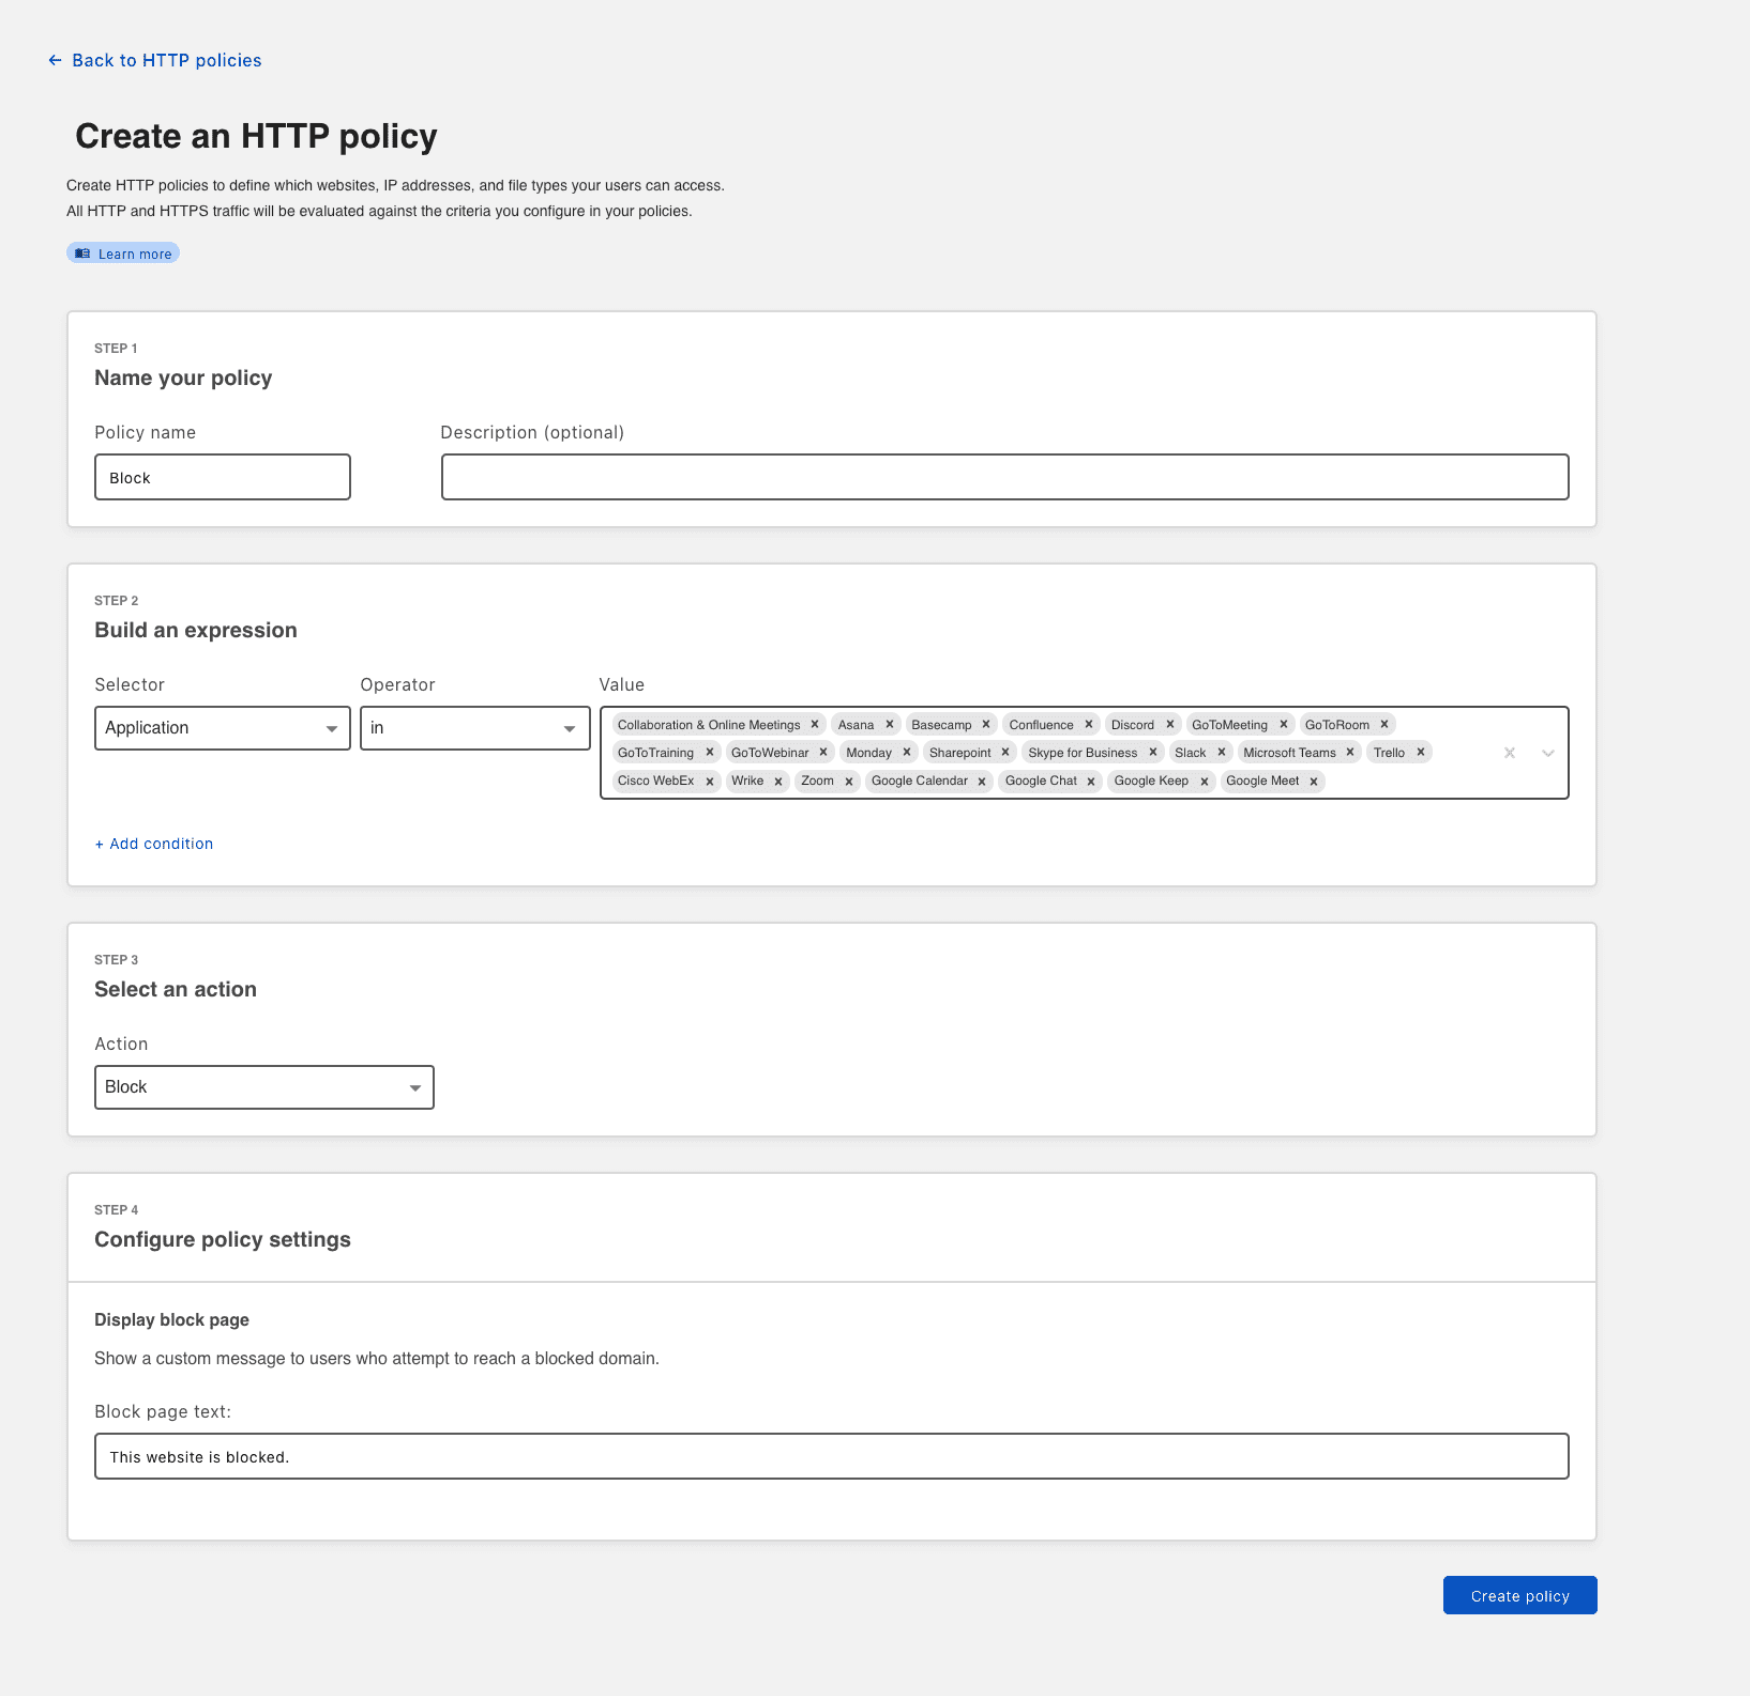 ← Back to HTTP policies
Create an HTTP policy
Create HTTP policies to define which websites, IP addresses, and file types your users can access.
All HTTP and HTTPS traffic will be evaluated against the criteria you configure in your policies.
Learn more
STEP 1
Name your policy
Policy name Description (optional)
Block
STEP 2
Build an expression
Selector Operator Value
Application in
Collaboration & Online Meetings × Asana × Basecamp × Confluence × Discord × GoToMeeting × GoToRoom ×
GoToTraining × GoToWebinar × Monday × Sharepoint × Skype for Business × Slack × Microsoft Teams × Trello ×
Cisco WebEx × Wrike × Zoom × Google Calendar × Google Chat × Google Keep × Google Meet ×
+ Add condition
STEP 3
Select an action
Action
Block
STEP 4
Configure policy settings
Display block page
Show a custom message to users who attempt to reach a blocked domain.
Block page text:
This website is blocked.
Create policy